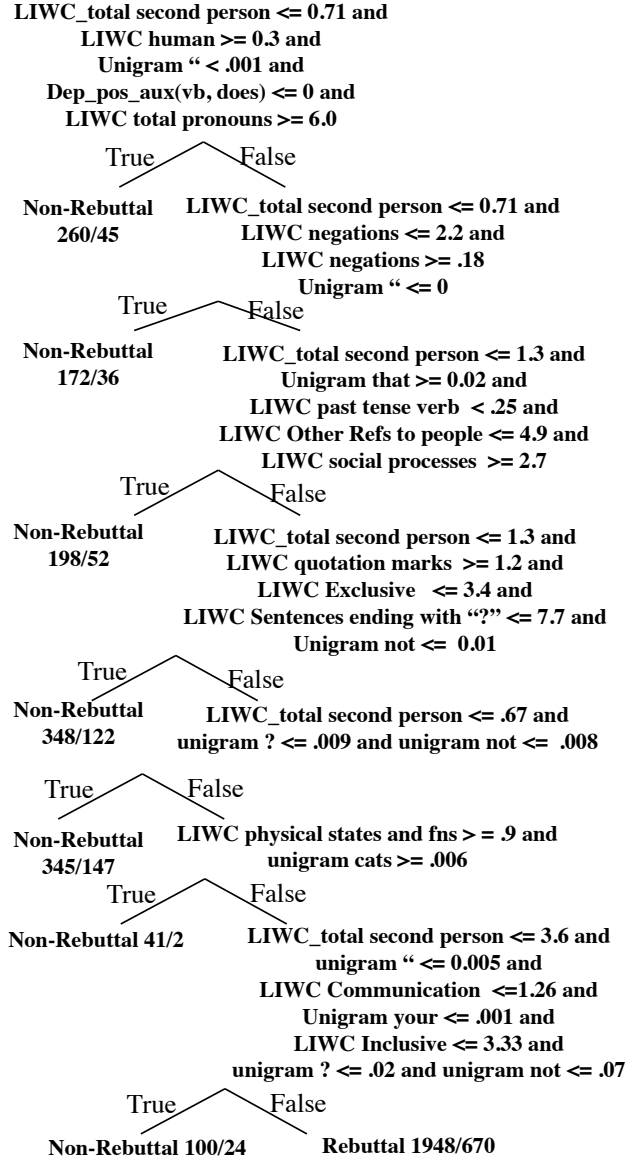 LIWC_total second person <= 0.71 and
LIWC human >= 0.3 and
Unigram “ < .001 and
Dep_pos_aux(vb, does) <= 0 and
LIWC total pronouns >= 6.0
True False
Non-Rebuttal
260/45
LIWC_total second person <= 0.71 and
LIWC negations <= 2.2 and
LIWC negations >= .18
Unigram “ <= 0
True False
Non-Rebuttal
172/36
LIWC_total second person <= 1.3 and
Unigram that >= 0.02 and
LIWC past tense verb < .25 and
LIWC Other Refs to people <= 4.9 and
LIWC social processes >= 2.7
True False
Non-Rebuttal
198/52
LIWC_total second person <= 1.3 and
LIWC quotation marks >= 1.2 and
LIWC Exclusive <= 3.4 and
LIWC Sentences ending with “?” <= 7.7 and
Unigram not <= 0.01
True False
Non-Rebuttal
348/122
LIWC_total second person <= .67 and
unigram ? <= .009 and unigram not <= .008
True False
Non-Rebuttal
345/147
LIWC physical states and fns > = .9 and
unigram cats >= .006
True False
Non-Rebuttal 41/2
LIWC_total second person <= 3.6 and
unigram “ <= 0.005 and
LIWC Communication <=1.26 and
Unigram your <= .001 and
LIWC Inclusive <= 3.33 and
unigram ? <= .02 and unigram not <= .07
True False
Non-Rebuttal 100/24 Rebuttal 1948/670